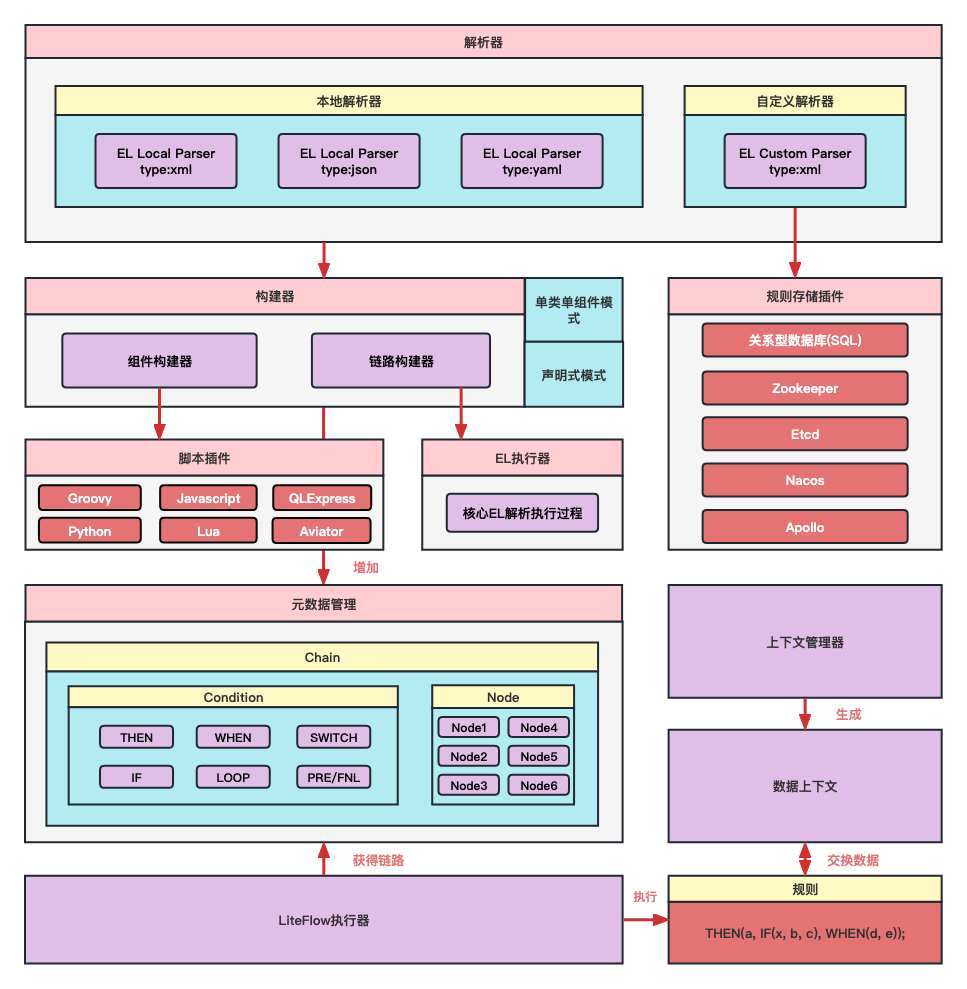 解析器
本地解析器
EL Local Parser
type:xml
EL Local Parser
type:json
EL Local Parser
type:yaml
自定义解析器
EL Custom Parser
type:xml
构建器
组件构建器
链路构建器
单类单组件模
式
声明式模式
规则存储插件
关系型数据库(SQL)
Zookeeper
Etcd
Nacos
Apollo
脚本插件
Groovy
Javascript
QLExpress
Python
Lua
Aviator
EL执行器
核心EL解析执行过程
增加
元数据管理
Chain
Condition
THEN
WHEN
SWITCH
IF
LOOP
PRE/FNL
Node
Node1
Node4
Node2
Node5
Node3
Node6
上下文管理器
生成
数据上下文
交换数据
获得链路
LiteFlow执行器
执行
规则
THEN(a, IF(x, b, c), WHEN(d, e));